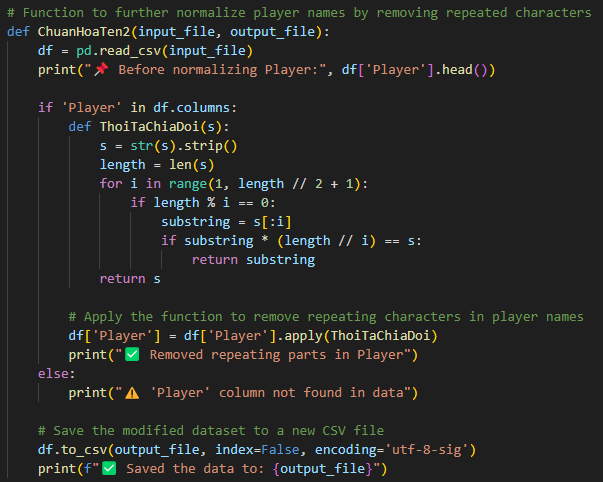 # Function to further normalize player names by removing repeated characters
def ChuanHoaTen2(input_file, output_file):
    df = pd.read_csv(input_file)
    print("📌 Before normalizing Player:", df['Player'].head())

    if 'Player' in df.columns:
        def ThoiTaChiaDoi(s):
            s = str(s).strip()
            length = len(s)
            for i in range(1, length // 2 + 1):
                if length % i == 0:
                    substring = s[:i]
                    if substring * (length // i) == s:
                        return substring
            return s

        # Apply the function to remove repeating characters in player names
        df['Player'] = df['Player'].apply(ThoiTaChiaDoi)
        print("✅ Removed repeating parts in Player")
    else:
        print("⚠️ 'Player' column not found in data")

    # Save the modified dataset to a new CSV file
    df.to_csv(output_file, index=False, encoding='utf-8-sig')
    print(f"✅ Saved the data to: {output_file}")